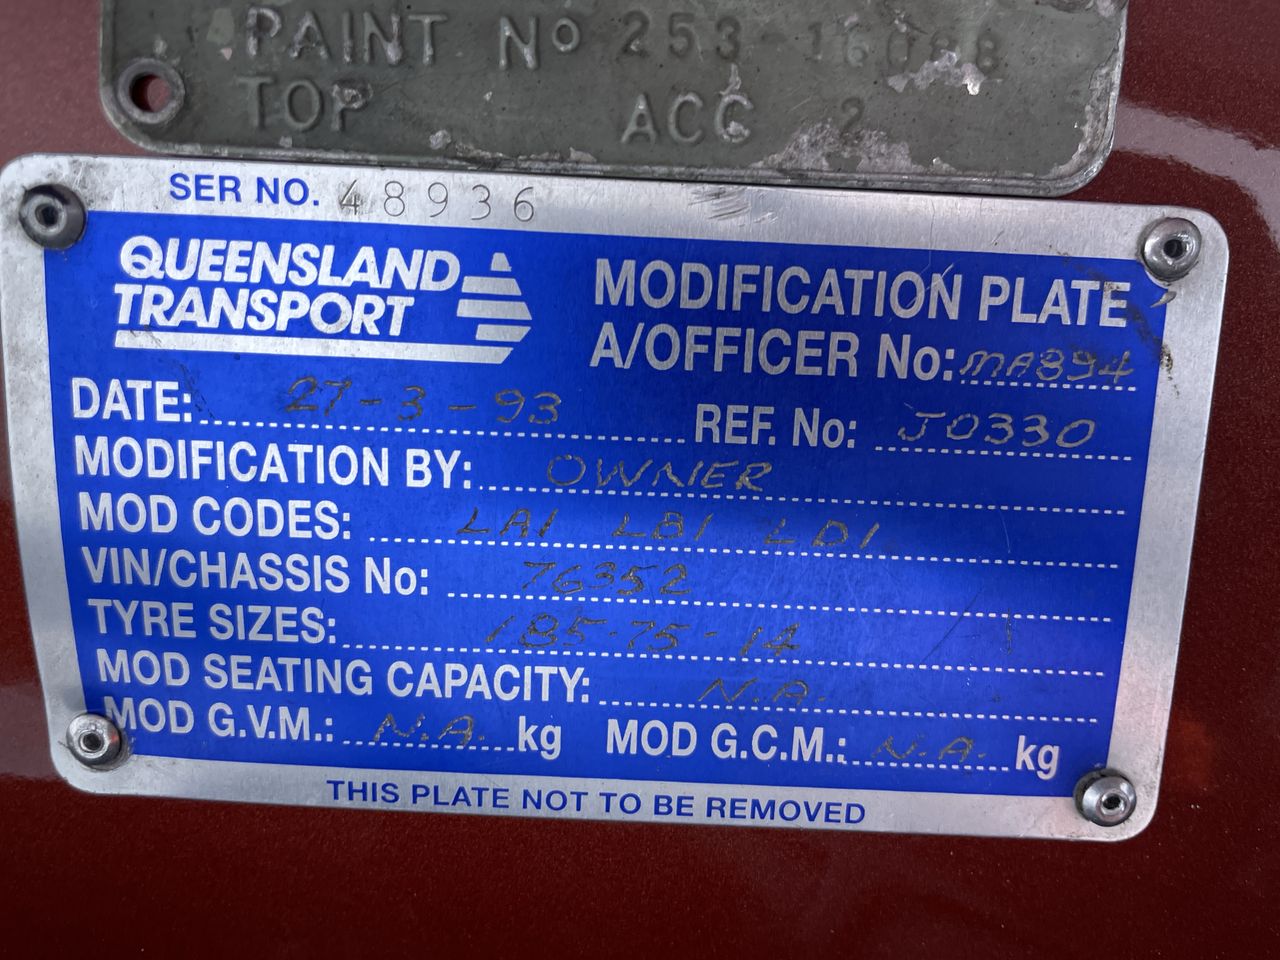 PAINT Nº 253-16088
TOP ACC 2
SER NO. 48936
QUEENSLAND
TRANSPORT
MODIFICATION PLATE
A/OFFICER No: MA894
DATE: 27-3-93 REF. No: J0330
MODIFICATION BY: OWNER
MOD CODES: LA1 LB1 LD1
VIN/CHASSIS No: 76352
TYRE SIZES: 185-75-14
MOD SEATING CAPACITY: N.A.
MOD G.V.M.: N.A. kg MOD G.C.M.: N.A. kg
THIS PLATE NOT TO BE REMOVED